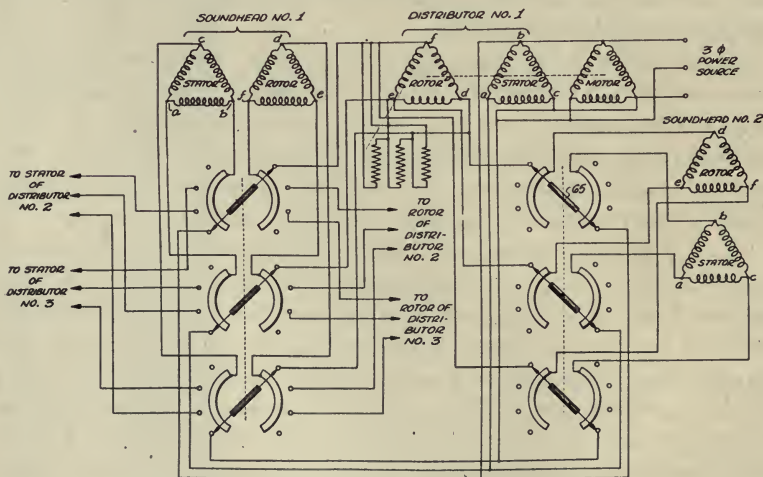 SOUNDHEAD NO. 1
DISTRIBUTOR NO. 1
c
d
f
b
STATOR
ROTOR
ROTOR
STATOR
MOTOR
3 ϕ
POWER
SOURCE
a
b
f
e
e
d
a
c
SOUNDHEAD NO. 2
d
ROTOR
e
f
65
b
STATOR
a
c
TO STATOR
OF
DISTRIBUTOR
NO. 2
TO
ROTOR
OF
DISTRI-
BUTOR
NO. 2
TO STATOR
OF
DISTRIBUTOR
NO. 3
TO
ROTOR OF
DISTRI-
BUTOR
NO. 3